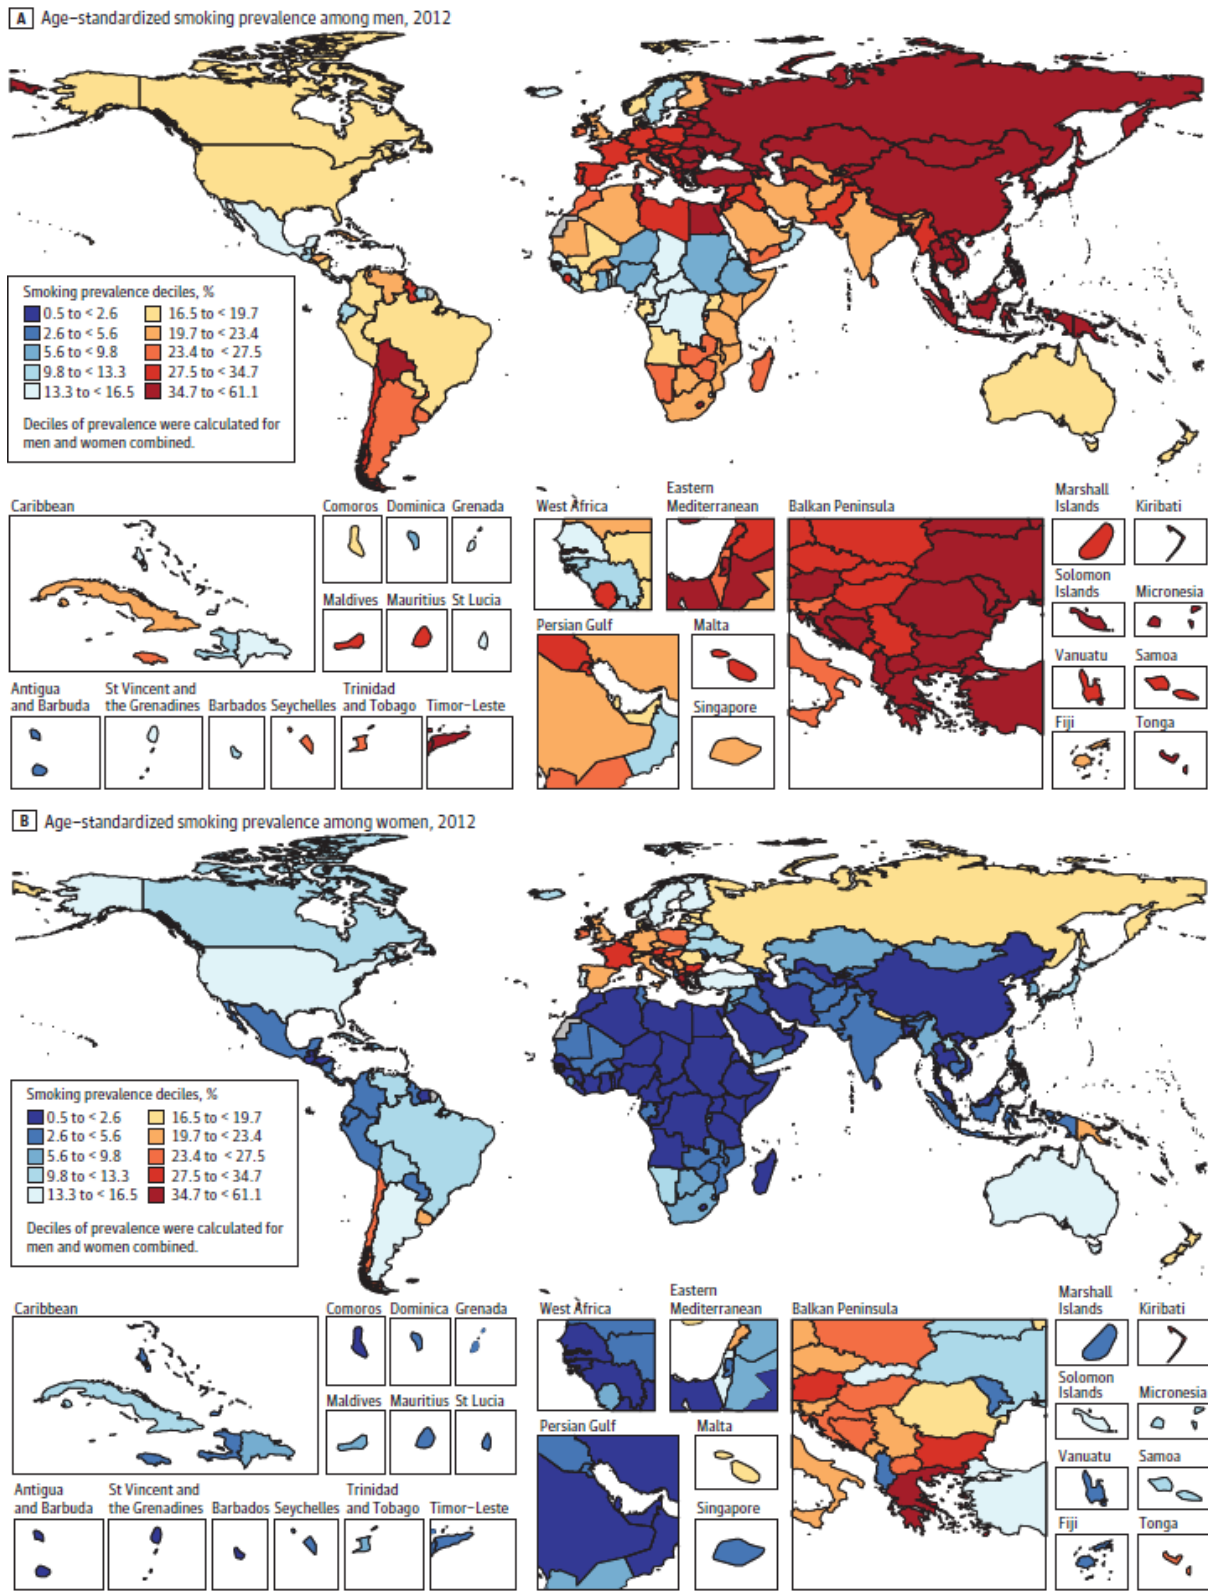 A Age–standardized smoking prevalence among men, 2012
Smoking prevalence deciles, %
0.5 to < 2.6 16.5 to < 19.7
2.6 to < 5.6 19.7 to < 23.4
5.6 to < 9.8 23.4 to < 27.5
9.8 to < 13.3 27.5 to < 34.7
13.3 to < 16.5 34.7 to < 61.1
Deciles of prevalence were calculated for
men and women combined.
Caribbean
Comoros
Dominica
Grenada
Maldives
Mauritius
St Lucia
Antigua
and Barbuda
St Vincent and
the Grenadines
Barbados
Seychelles
Trinidad
and Tobago
Timor–Leste
West Africa
Eastern
Mediterranean
Persian Gulf
Malta
Singapore
Balkan Peninsula
Marshall
Islands
Kiribati
Solomon
Islands
Micronesia
Vanuatu
Samoa
Fiji
Tonga
B Age–standardized smoking prevalence among women, 2012
Smoking prevalence deciles, %
0.5 to < 2.6 16.5 to < 19.7
2.6 to < 5.6 19.7 to < 23.4
5.6 to < 9.8 23.4 to < 27.5
9.8 to < 13.3 27.5 to < 34.7
13.3 to < 16.5 34.7 to < 61.1
Deciles of prevalence were calculated for
men and women combined.
Caribbean
Comoros
Dominica
Grenada
Maldives
Mauritius
St Lucia
Antigua
and Barbuda
St Vincent and
the Grenadines
Barbados
Seychelles
Trinidad
and Tobago
Timor–Leste
West Africa
Eastern
Mediterranean
Persian Gulf
Malta
Singapore
Balkan Peninsula
Marshall
Islands
Kiribati
Solomon
Islands
Micronesia
Vanuatu
Samoa
Fiji
Tonga